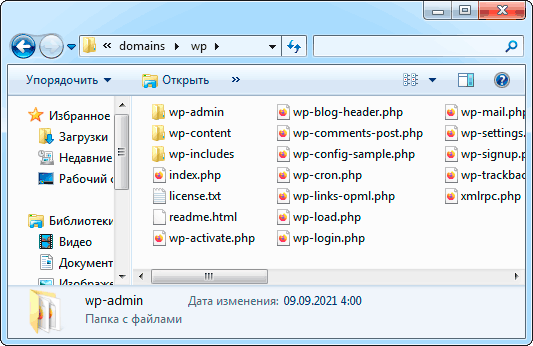 « domains ▸ wp ▸
Упорядочить Открыть »
Избранное
Загрузки
Недавние
Рабочий с
Библиотеки
Видео
Документ
Изображе
wp-admin
wp-content
wp-includes
index.php
license.txt
readme.html
wp-activate.php
wp-blog-header.php
wp-comments-post.php
wp-config-sample.php
wp-cron.php
wp-links-opml.php
wp-load.php
wp-login.php
wp-mail.php
wp-settings.
wp-signup.p
wp-trackbac
xmlrpc.php
wp-admin Дата изменения: 09.09.2021 4:00
Папка с файлами